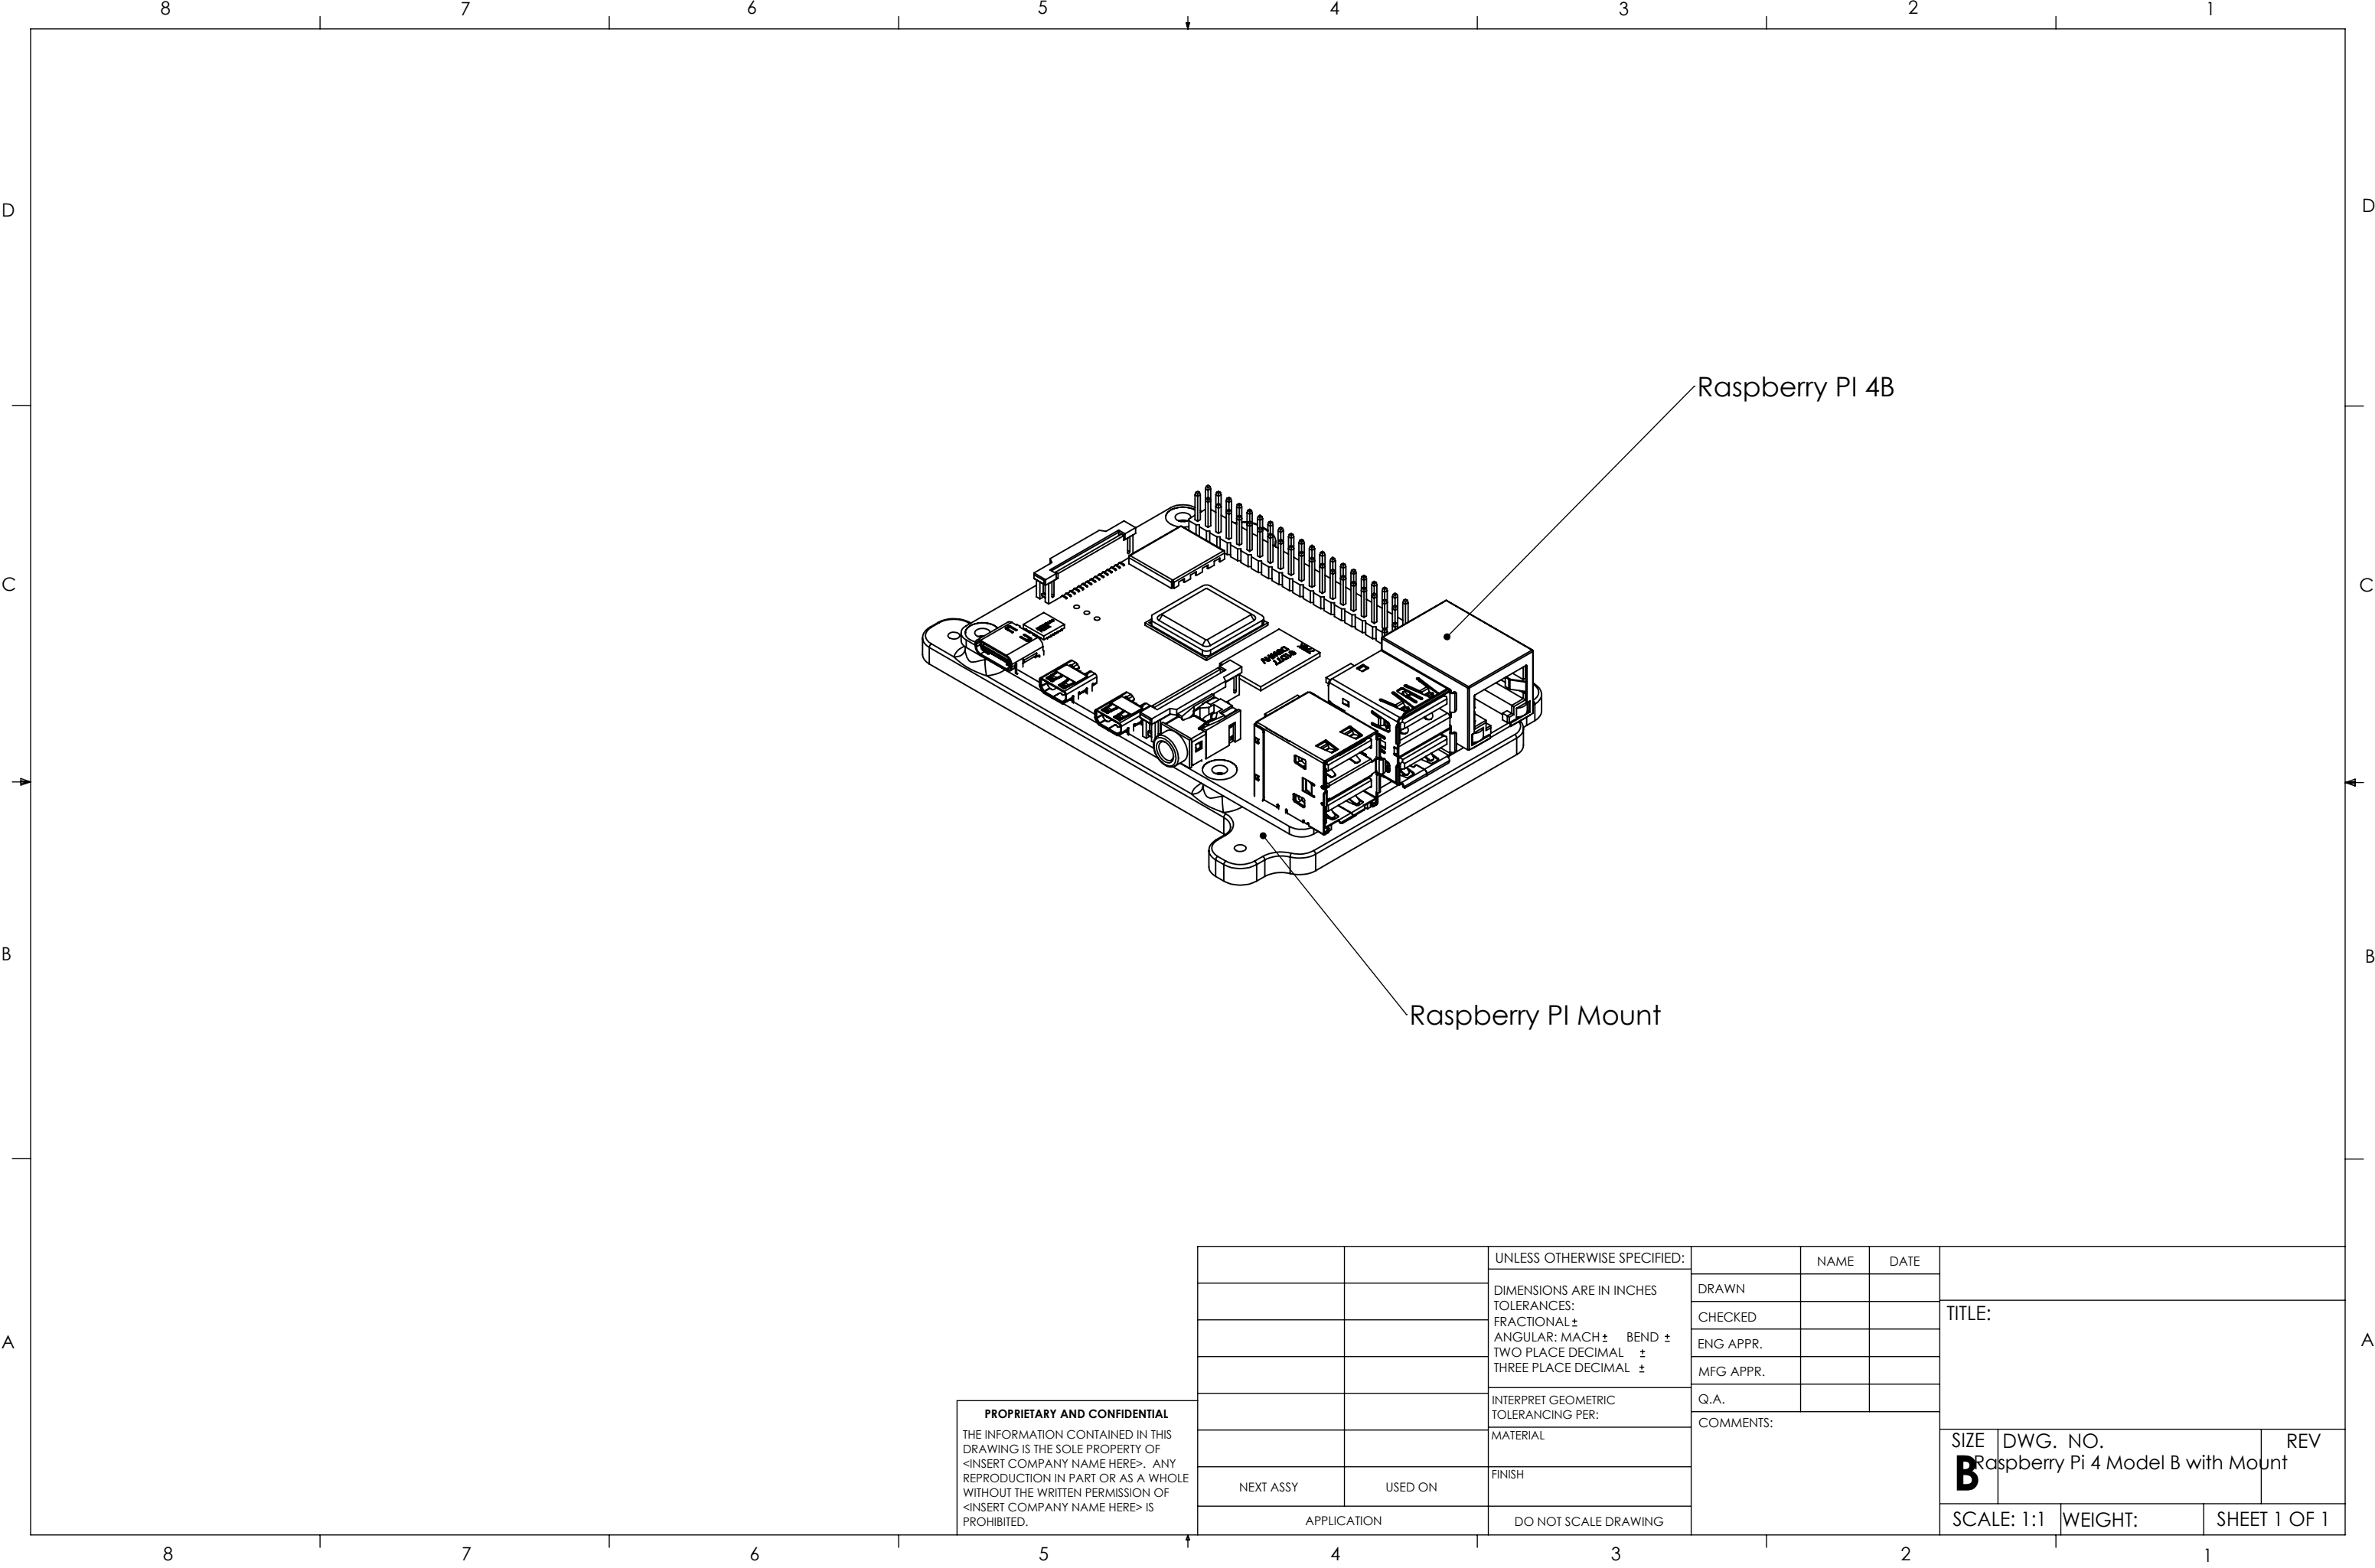 8 7 6 5 4 3 2 1
D D
Raspberry PI 4B
C C
B B
Raspberry PI Mount
A A
UNLESS OTHERWISE SPECIFIED:
DIMENSIONS ARE IN INCHES
TOLERANCES:
FRACTIONAL ±
ANGULAR: MACH ± BEND ±
TWO PLACE DECIMAL ±
THREE PLACE DECIMAL ±
INTERPRET GEOMETRIC
TOLERANCING PER:
MATERIAL
FINISH
DO NOT SCALE DRAWING
NAME DATE
DRAWN
CHECKED
ENG APPR.
MFG APPR.
Q.A.
COMMENTS:
TITLE:
SIZE DWG. NO. REV
B Raspberry Pi 4 Model B with Mount
SCALE: 1:1 WEIGHT: SHEET 1 OF 1
NEXT ASSY USED ON
APPLICATION
PROPRIETARY AND CONFIDENTIAL
THE INFORMATION CONTAINED IN THIS
DRAWING IS THE SOLE PROPERTY OF
<INSERT COMPANY NAME HERE>. ANY
REPRODUCTION IN PART OR AS A WHOLE
WITHOUT THE WRITTEN PERMISSION OF
<INSERT COMPANY NAME HERE> IS
PROHIBITED.
8 7 6 5 4 3 2 1